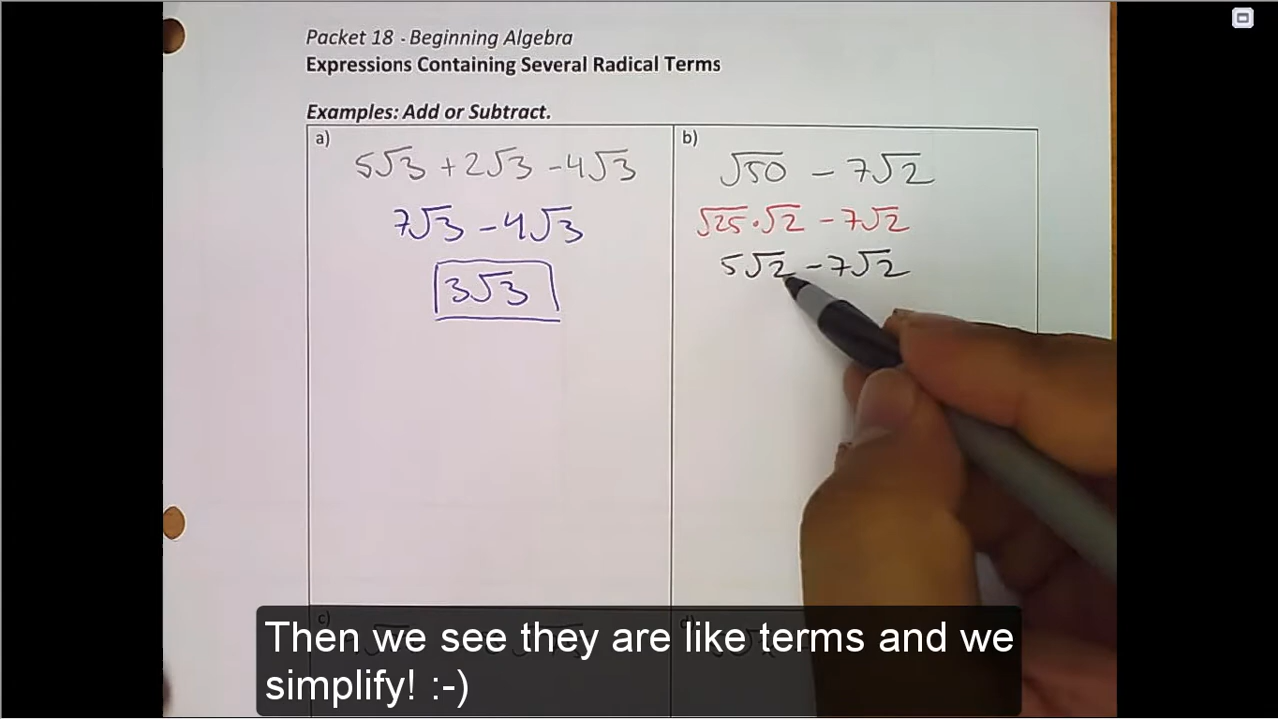 Packet 18 - Beginning Algebra
Expressions Containing Several Radical Terms
Examples: Add or Subtract.
a)
5√3 + 2√3 - 4√3
7√3 - 4√3
3√3
b)
√50 - 7√2
√25 · √2 - 7√2
5√2 - 7√2
c)
Then we see they are like terms and we
simplify! :-)